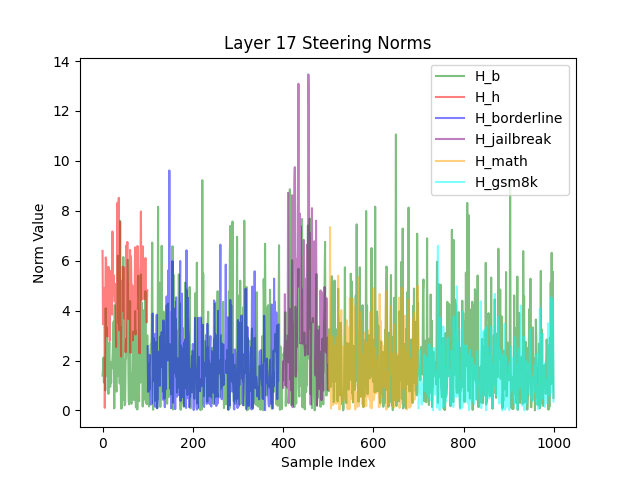 Layer 17 Steering Norms
14
12
10
8
6
4
2
0
Norm Value
H_b
H_h
H_borderline
H_jailbreak
H_math
H_gsm8k
0 200 400 600 800 1000
Sample Index